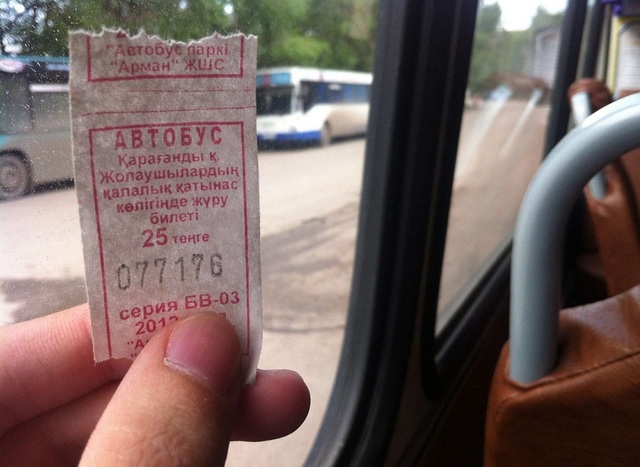 "Автобус паркі
"Арман" ЖШС
АВТОБУС
Қарағанды қ.
Жолаушылардың
қалалық қатынас
көлігінде жүру
билеті
25 теңге
077176
серия БВ-03